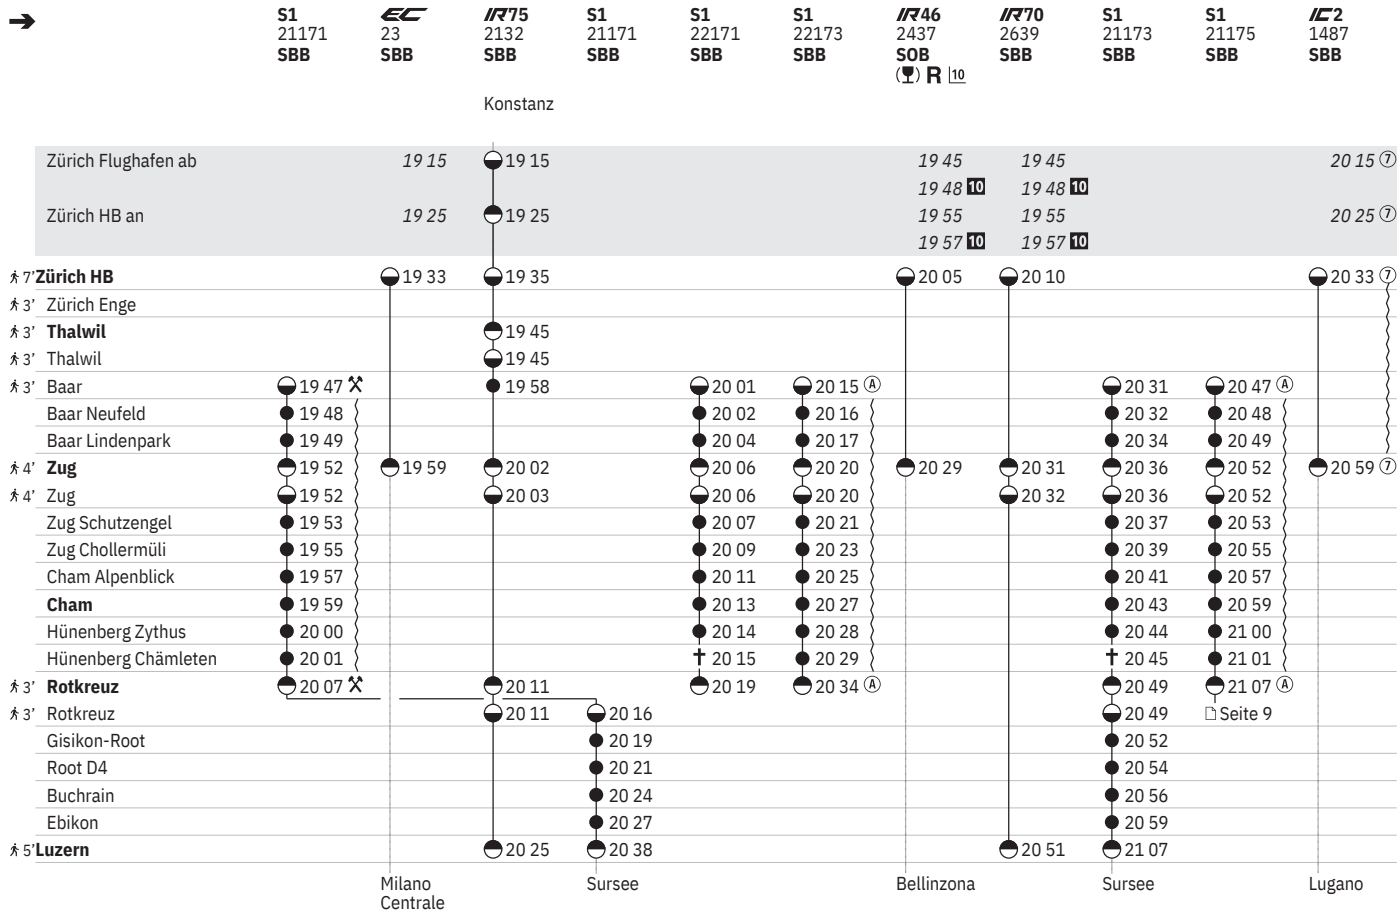 S1 EC IR75 S1 S1 S1 IR46 IR70 S1 S1 IC2
21171 23 2132 21171 22171 22173 2437 2639 21173 21175 1487
SBB SBB SBB SBB SBB SBB SOB SBB SBB SBB SBB
R 10
Konstanz
Zürich Flughafen ab 19 15 19 15 19 45 19 45 20 15 7
19 48 10 19 48 10
Zürich HB an 19 25 19 25 19 55 19 55 20 25 7
19 57 10 19 57 10
7' Zürich HB 19 33 19 35 20 05 20 10 20 33 7
3' Zürich Enge
3' Thalwil 19 45
3' Thalwil 19 45
3' Baar 19 47 19 58 20 01 20 15 A 20 31 20 47 A
Baar Neufeld 19 48 20 02 20 16 20 32 20 48
Baar Lindenpark 19 49 20 04 20 17 20 34 20 49
4' Zug 19 52 19 59 20 02 20 06 20 20 20 29 20 31 20 36 20 52 20 59 7
4' Zug 19 52 20 03 20 06 20 20 20 32 20 36 20 52
Zug Schutzengel 19 53 20 07 20 21 20 37 20 53
Zug Chollermüli 19 55 20 09 20 23 20 39 20 55
Cham Alpenblick 19 57 20 11 20 25 20 41 20 57
Cham 19 59 20 13 20 27 20 43 20 59
Hünenberg Zythus 20 00 20 14 20 28 20 44 21 00
Hünenberg Chämleten 20 01 20 15 20 29 20 45 21 01
3' Rotkreuz 20 07 20 11 20 19 20 34 A 20 49 21 07 A
3' Rotkreuz 20 11 20 16 20 49 Seite 9
Gisikon-Root 20 19 20 52
Root D4 20 21 20 54
Buchrain 20 24 20 56
Ebikon 20 27 20 59
5' Luzern 20 25 20 38 20 51 21 07
Milano Sursee Bellinzona Sursee Lugano
Centrale